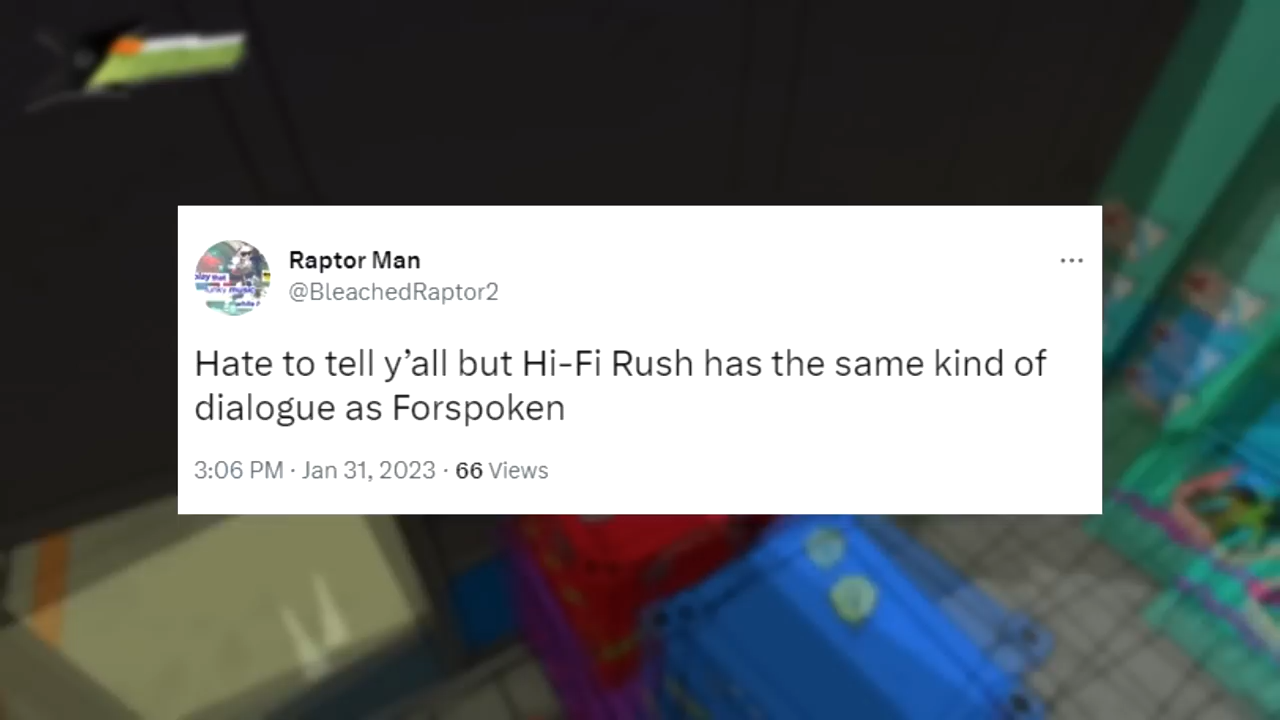 Raptor Man
@BleachedRaptor2
Hate to tell y’all but Hi-Fi Rush has the same kind of
dialogue as Forspoken
3:06 PM · Jan 31, 2023 · 66 Views